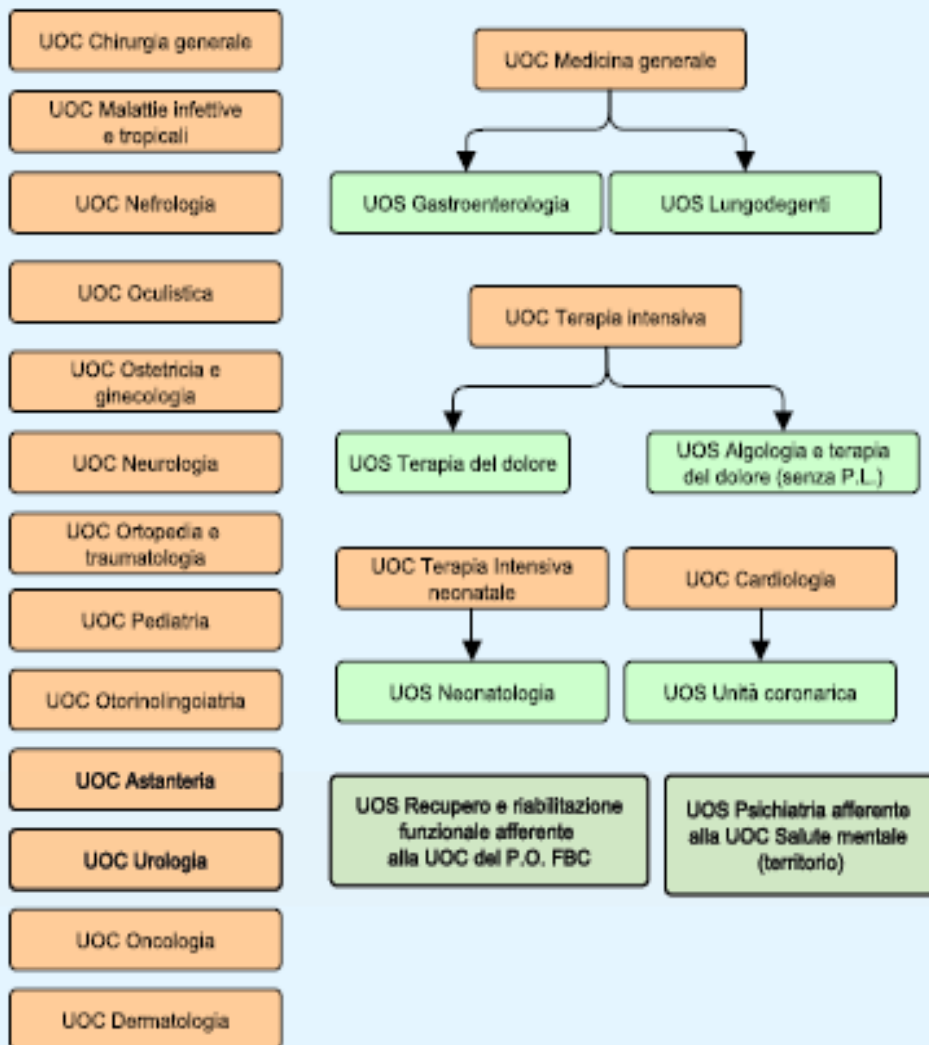 UOC Chirurgia generale
UOC Malattie infettive
e tropicali
UOC Nefrologia
UOC Oculistica
UOC Ostetricia e
ginecologia
UOC Neurologia
UOC Ortopedia e
traumatologia
UOC Pediatria
UOC Otorinolingoiatria
UOC Astanteria
UOC Urologia
UOC Oncologia
UOC Dermatologia
UOC Medicina generale
UOS Gastroenterologia
UOS Lungodegenti
UOC Terapia intensiva
UOS Terapia del dolore
UOS Algologia e terapia
del dolore (senza P.L.)
UOC Terapia Intensiva
neonatale
UOC Cardiologia
UOS Neonatologia
UOS Unità coronarica
UOS Recupero e riabilitazione
funzionale afferente
alla UOC del P.O. FBC
UOS Psichiatria afferente
alla UOC Salute mentale
(territorio)